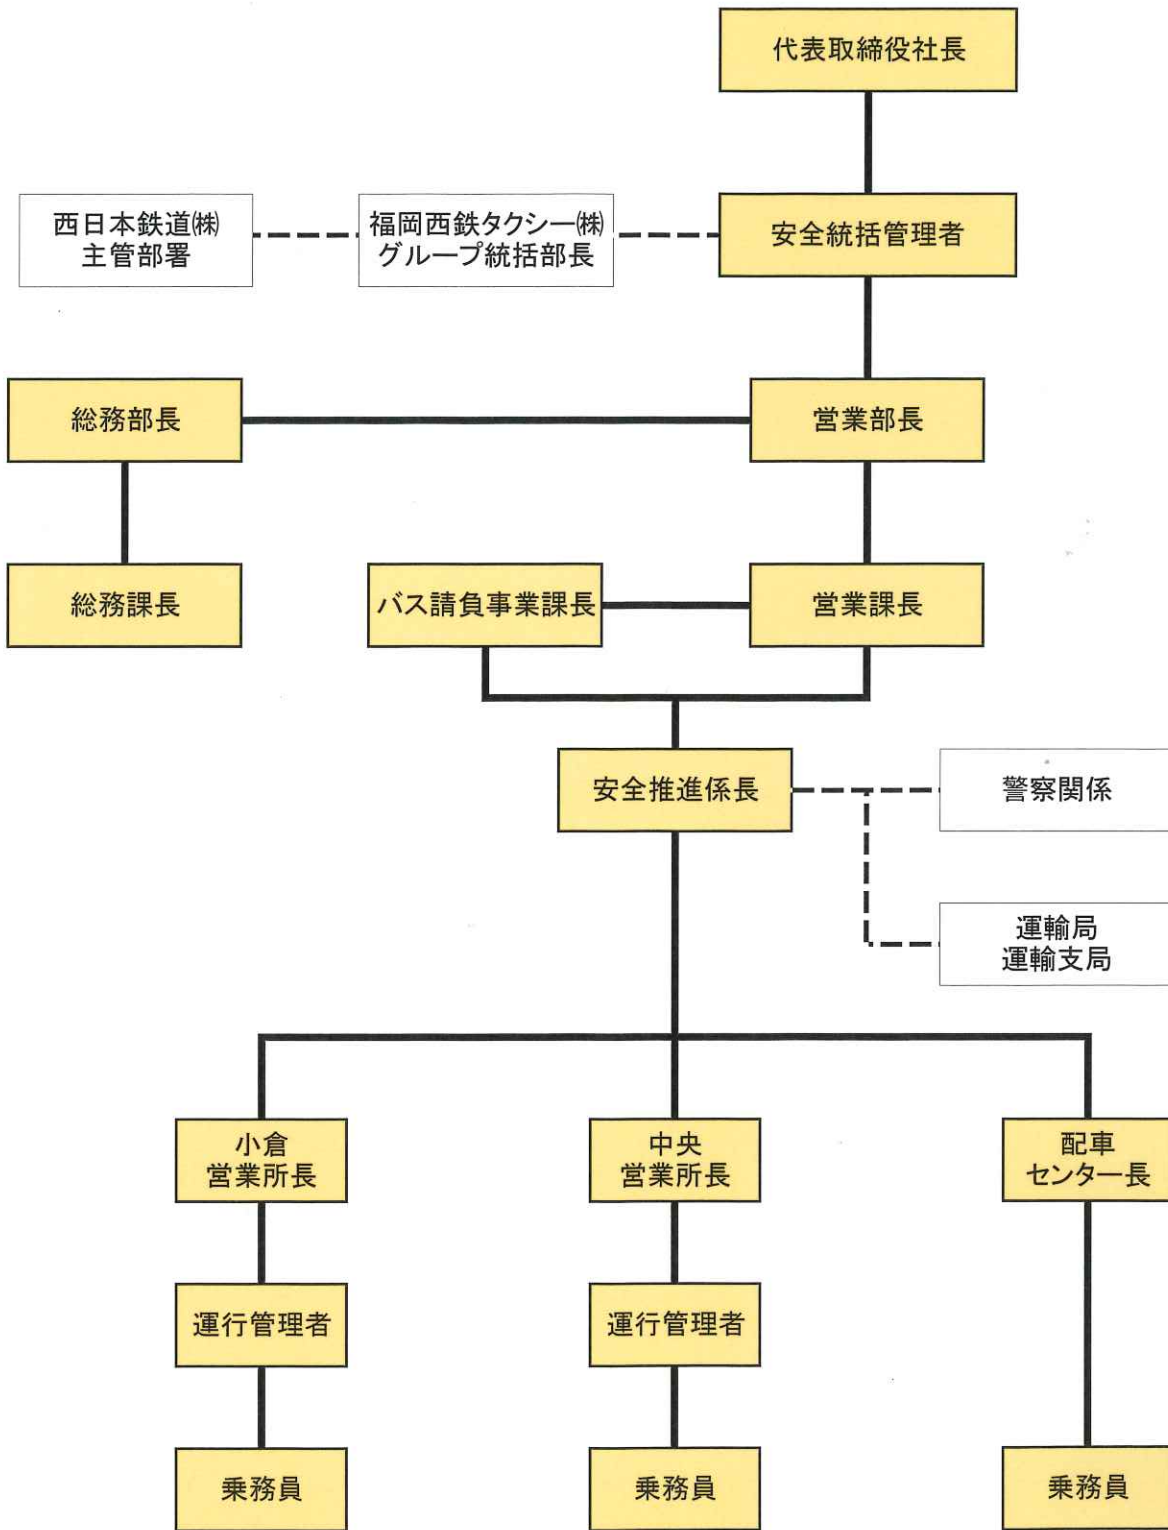 代表取締役社長
西日本鉄道㈱
主管部署
福岡西鉄タクシー㈱
グループ統括部長
安全統括管理者
総務部長
営業部長
総務課長
バス請負事業課長
営業課長
安全推進係長
警察関係
運輸局
運輸支局
小倉
営業所長
中央
営業所長
配車
センター長
運行管理者
運行管理者
乗務員
乗務員
乗務員